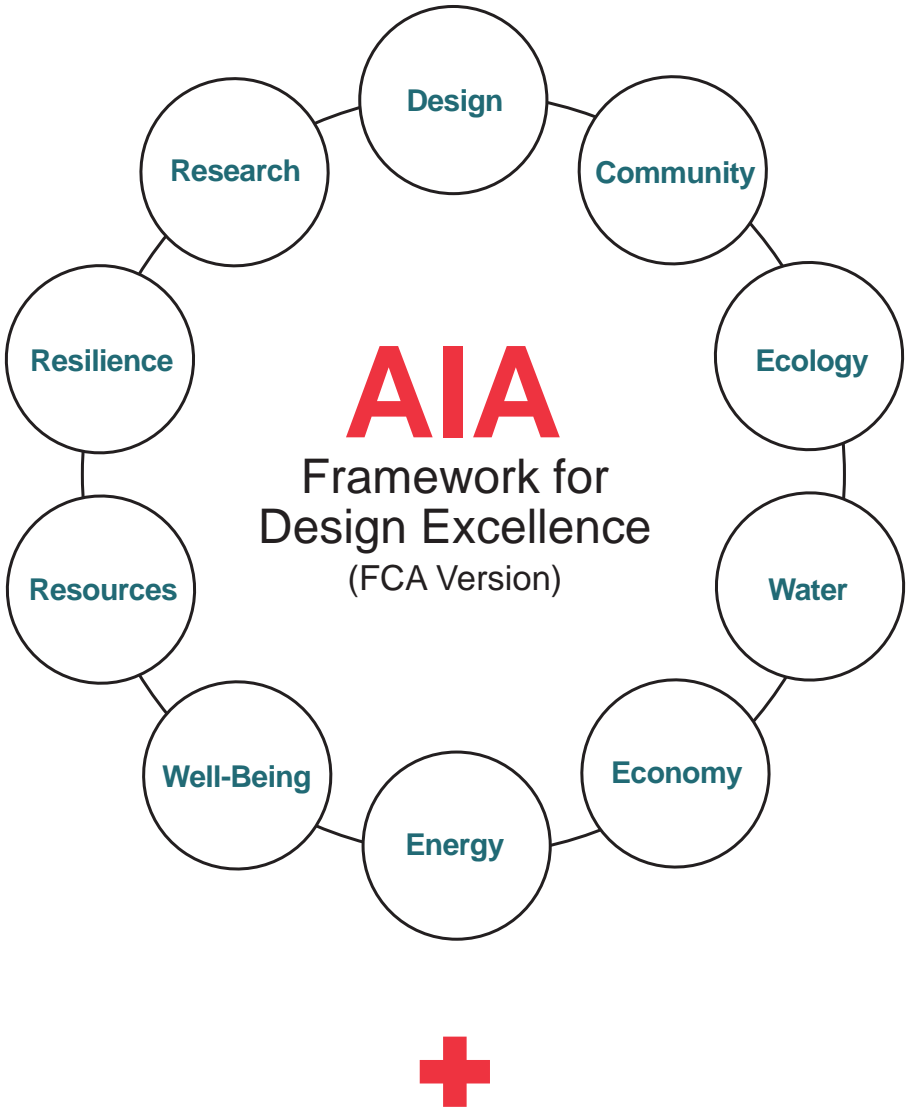 Design
Community
Ecology
Water
Economy
Energy
Well-Being
Resources
Resilience
Research
AIA
Framework for
Design Excellence
(FCA Version)